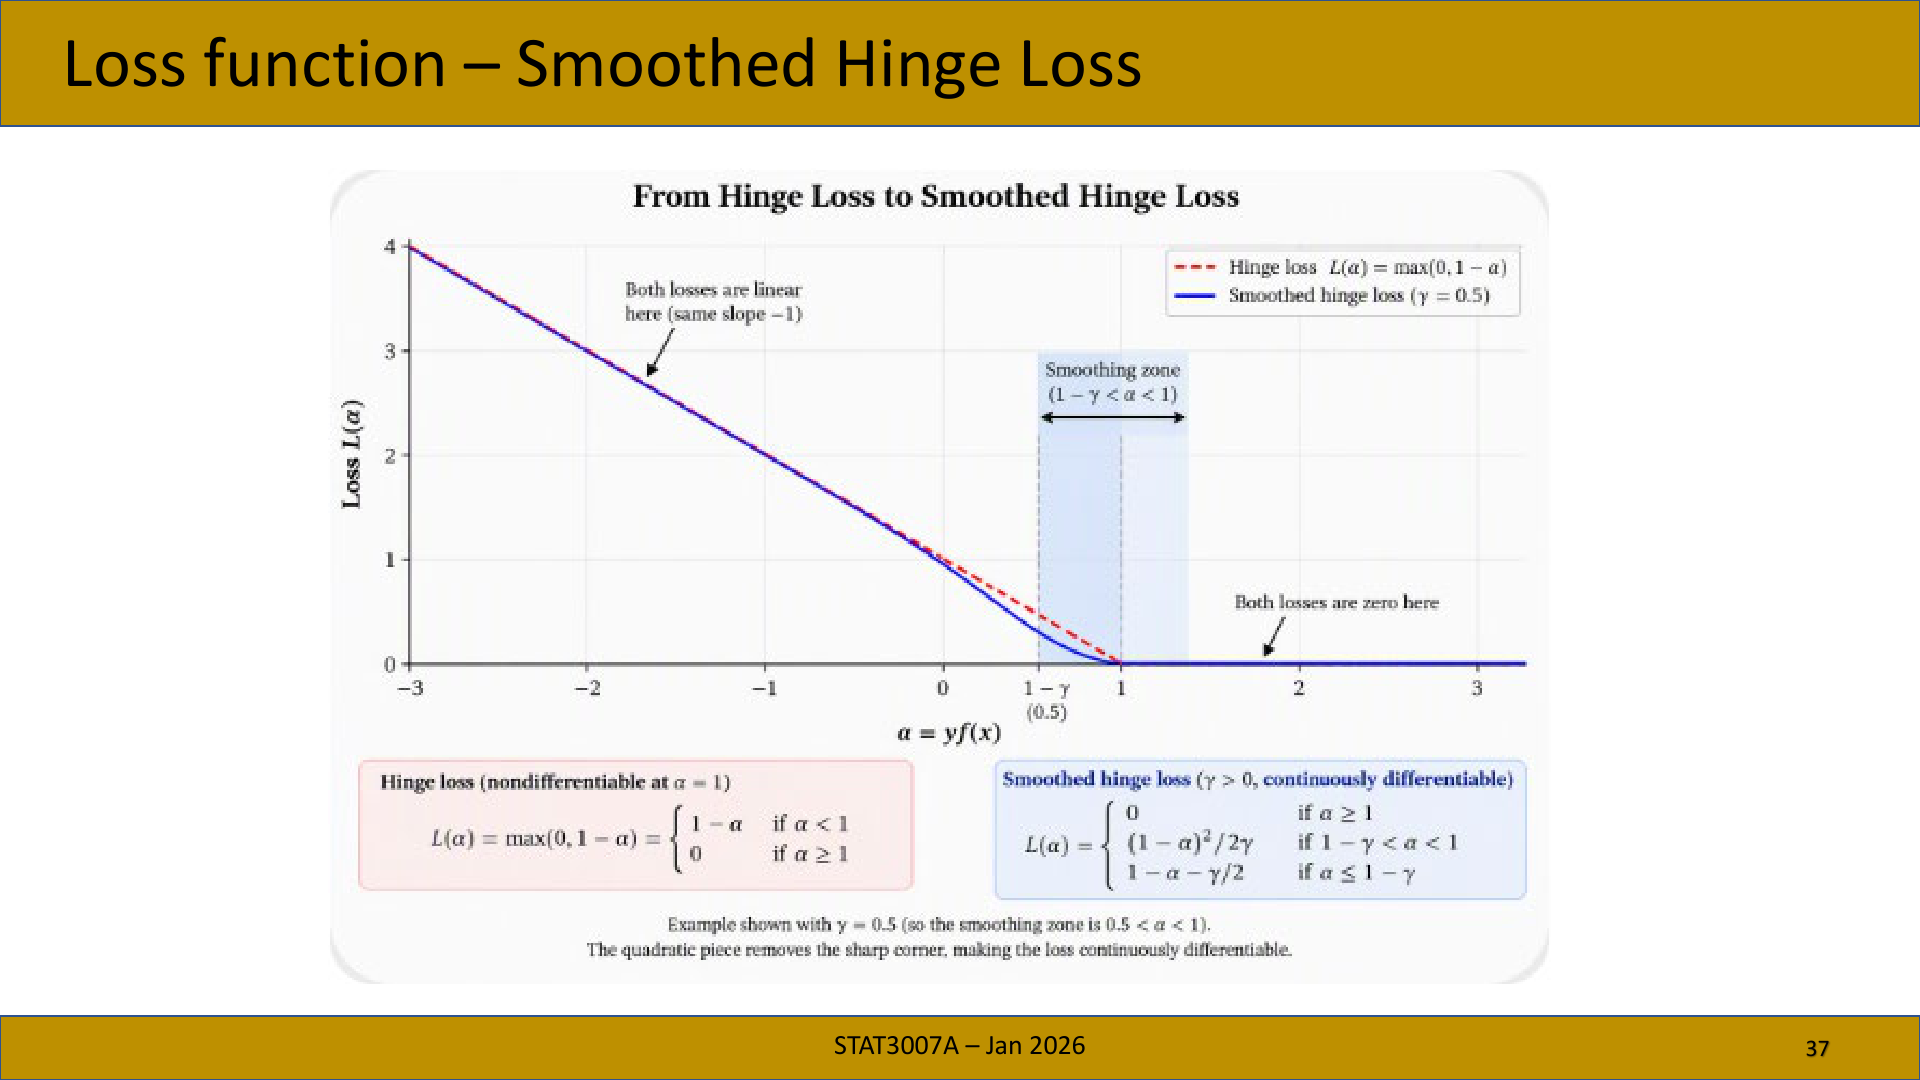 Loss function – Smoothed Hinge Loss
From Hinge Loss to Smoothed Hinge Loss
Hinge loss L(α) = max(0, 1 − α)
Smoothed hinge loss (γ = 0.5)
Both losses are linear
here (same slope −1)
Smoothing zone
(1 − γ < α < 1)
Both losses are zero here
Loss L(α)
4
3
2
1
0
−3 −2 −1 0 1 − γ 1 2 3
(0.5)
α = yf(x)
Hinge loss (nondifferentiable at α = 1)
L(α) = max(0, 1 − α) = { 1 − α if α < 1
0 if α ≥ 1
Smoothed hinge loss (γ > 0, continuously differentiable)
0 if α ≥ 1
L(α) = { (1 − α)²/2γ if 1 − γ < α < 1
1 − α − γ/2 if α ≤ 1 − γ
Example shown with γ = 0.5 (so the smoothing zone is 0.5 < α < 1).
The quadratic piece removes the sharp corner, making the loss continuously differentiable.
STAT3007A – Jan 2026
37